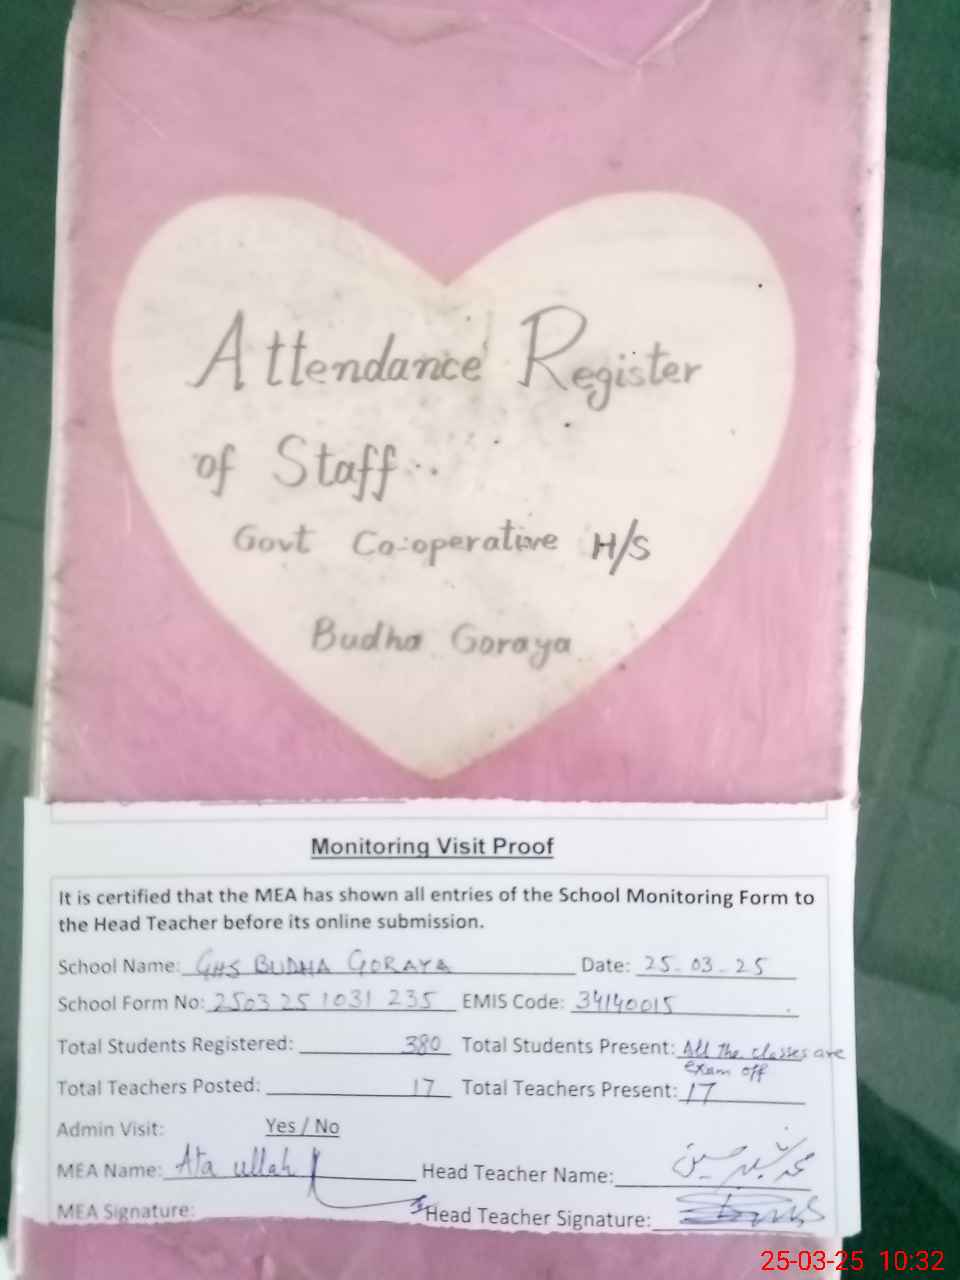 Attendance Register
of Staff..
Govt Co-operative H/S
Budha Goraya
Monitoring Visit Proof
It is certified that the MEA has shown all entries of the School Monitoring Form to
the Head Teacher before its online submission.
School Name: GHS BUDHA GORAYA Date: 25-03-25
School Form No: 250325 1031 235 EMIS Code: 34140015
Total Students Registered: 380 Total Students Present: All the classes are
exam off
Total Teachers Posted: 17 Total Teachers Present: 17
Admin Visit: Yes / No
MEA Name: Ata ullah Head Teacher Name:
MEA Signature: Head Teacher Signature:
25-03-25 10:32